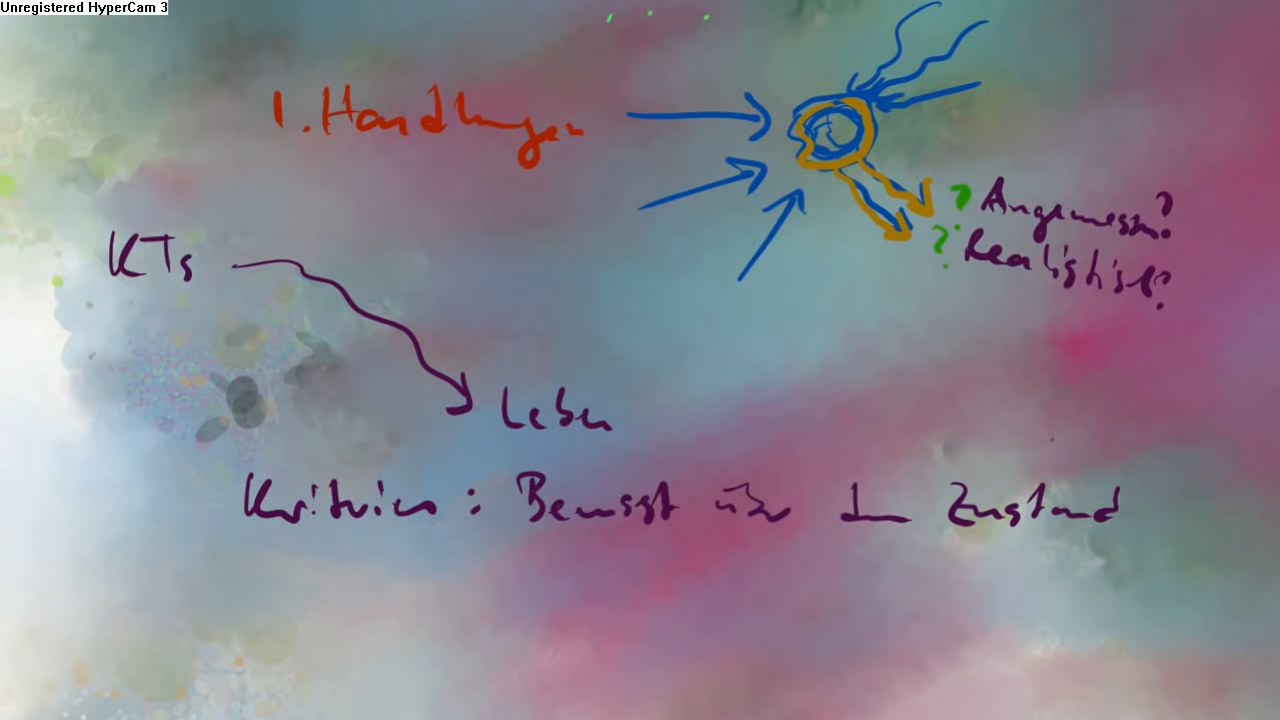 Unregistered HyperCam 3
1. Handlungen
? Angemessen?
KTs
? Realistisch?
Leben
Kriterien: Bewusst über den Zustand